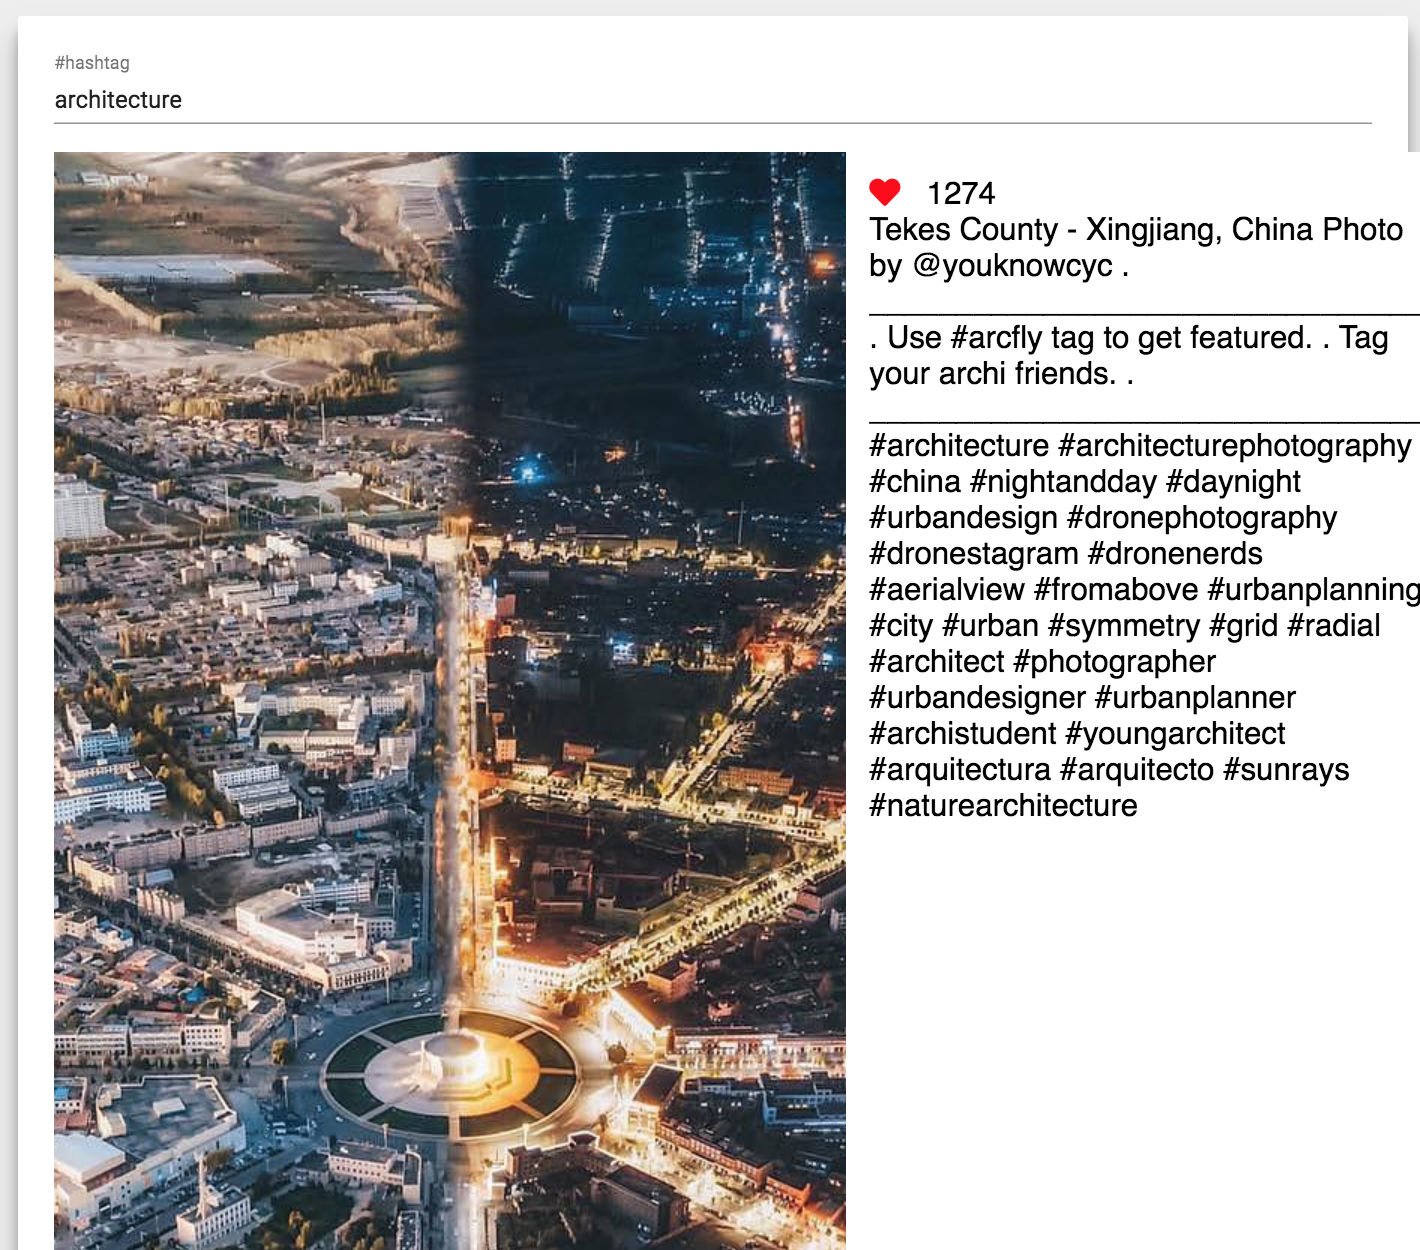 #hashtag
architecture
1274
Tekes County - Xingjiang, China Photo
by @youknowcyc .
___________________________________
. Use #arcfly tag to get featured. . Tag
your archi friends. .
___________________________________
#architecture #architecturephotography
#china #nightandday #daynight
#urbandesign #dronephotography
#dronestagram #dronenerds
#aerialview #fromabove #urbanplanning
#city #urban #symmetry #grid #radial
#architect #photographer
#urbandesigner #urbanplanner
#archistudent #youngarchitect
#arquitectura #arquitecto #sunrays
#naturearchitecture